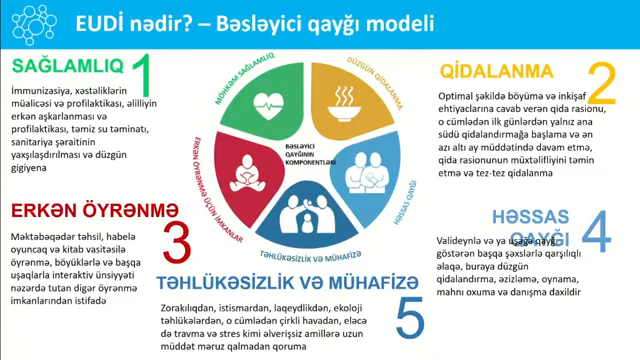 EUDİ nədir? – Bəsləyici qayğı modeli
SAĞLAMLIQ
1
İmmunizasiya, xəstəliklərin
müalicəsi və profilaktikası, əlilliyin
erkən aşkarlanması və
profilaktikası, təmiz su təminatı,
sanitariya şəraitinin
yaxşılaşdırılması və düzgün
gigiyena
QİDALANMA
2
Optimal şəkildə böyümə və inkişaf
ehtiyaclarına cavab verən qida rasionu,
o cümlədən ilk günlərdən yalnız ana
südü qidalandırmağa başlama və ən
azı altı ay müddətində davam etmə,
qida rasionunun müxtəlifliyini təmin
etmə və tez-tez qidalanma
MÖHKƏM SAĞLAMLIQ
DÜZGÜN QİDALANMA
ERKƏN ÖYRƏNMƏ ÜÇÜN İMKANLAR
HƏSSAS QAYĞI
TƏHLÜKƏSİZLİK VƏ MÜHAFİZƏ
BƏSLƏYİCİ
QAYĞININ
KOMPONENTLƏRİ
ERKƏN ÖYRƏNMƏ
3
Məktəbəqədər təhsil, habelə
oyuncaq və kitab vasitəsilə
öyrənmə, böyüklərlə və başqa
uşaqlarla interaktiv ünsiyyəti
nəzərdə tutan digər öyrənmə
imkanlarından istifadə
HƏSSAS
QAYĞI
4
Valideynlə və ya uşağa qayğı
göstərən başqa şəxslərlə qarşılıqlı
əlaqə, buraya düzgün
qidalandırma, əzizləmə, oynama,
mahnı oxuma və danışma daxildir
TƏHLÜKƏSİZLİK VƏ MÜHAFİZƏ
5
Zorakılıqdan, istismardan, laqeydlikdən, ekoloji
təhlükələrdən, o cümlədən çirkli havadan, eləcə
də travma və stres kimi əlverişsiz amillərə uzun
müddət məruz qalmadan qoruma